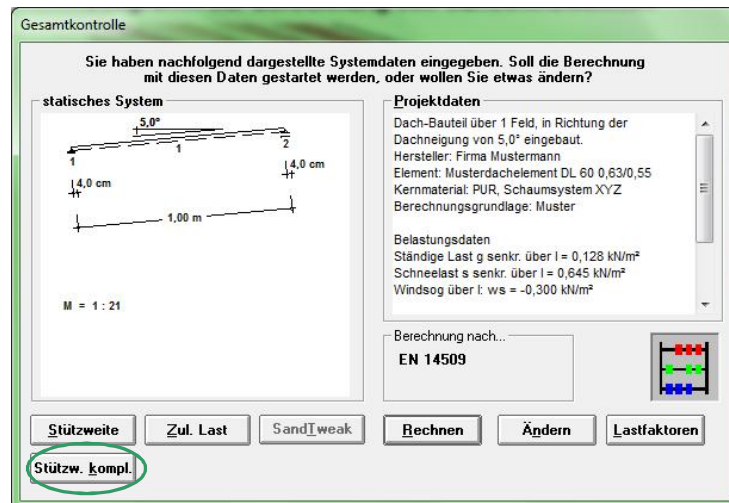 Gesamtkontrolle
Sie haben nachfolgend dargestellte Systemdaten eingegeben. Soll die Berechnung
mit diesen Daten gestartet werden, oder wollen Sie etwas ändern?
statisches System
5,0°
1
1
2
4,0 cm
4,0 cm
1,00 m
M = 1 : 21
Projektdaten
Dach-Bauteil über 1 Feld, in Richtung der
Dachneigung von 5,0° eingebaut.
Hersteller: Firma Mustermann
Element: Musterdachelement DL 60 0,63/0,55
Kernmaterial: PUR, Schaumsystem XYZ
Berechnungsgrundlage: Muster
Belastungsdaten
Ständige Last g senkr. über l = 0,128 kN/m²
Schneelast s senkr. über l = 0,645 kN/m²
Windsog über l: ws = -0,300 kN/m²
Berechnung nach...
EN 14509
Stützweite
Zul. Last
SandTweak
Rechnen
Ändern
Lastfaktoren
Stützw. kompl.